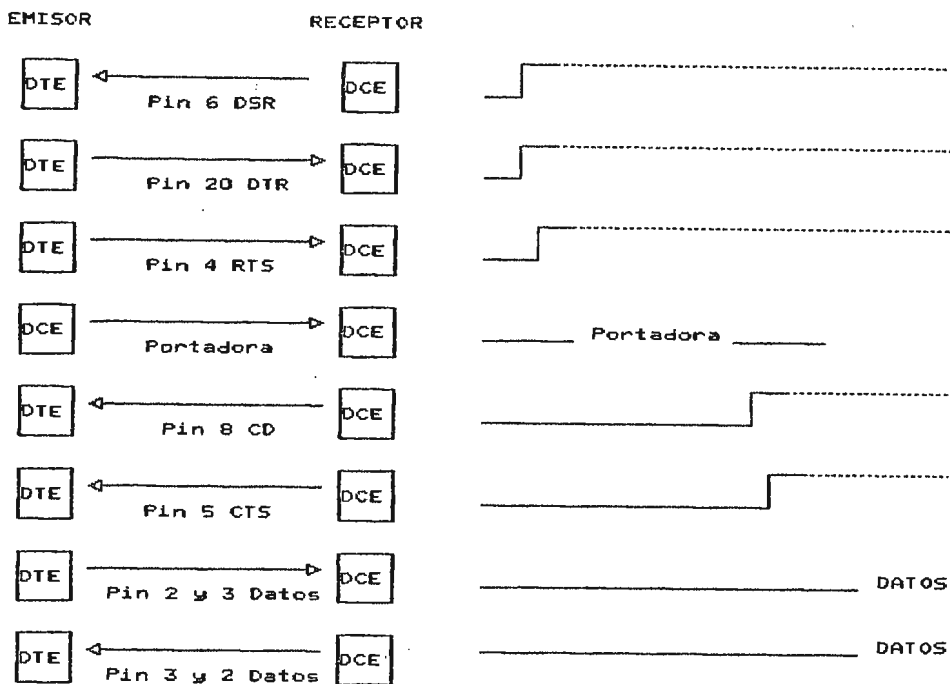 EMISOR RECEPTOR
DTE DCE
Pin 6 DSR
DTE DCE
Pin 20 DTR
DTE DCE
Pin 4 RTS
DCE DCE Portadora
Portadora
DTE DCE
Pin 8 CD
DTE DCE
Pin 5 CTS
DTE DCE DATOS
Pin 2 y 3 Datos
DTE DCE DATOS
Pin 3 y 2 Datos